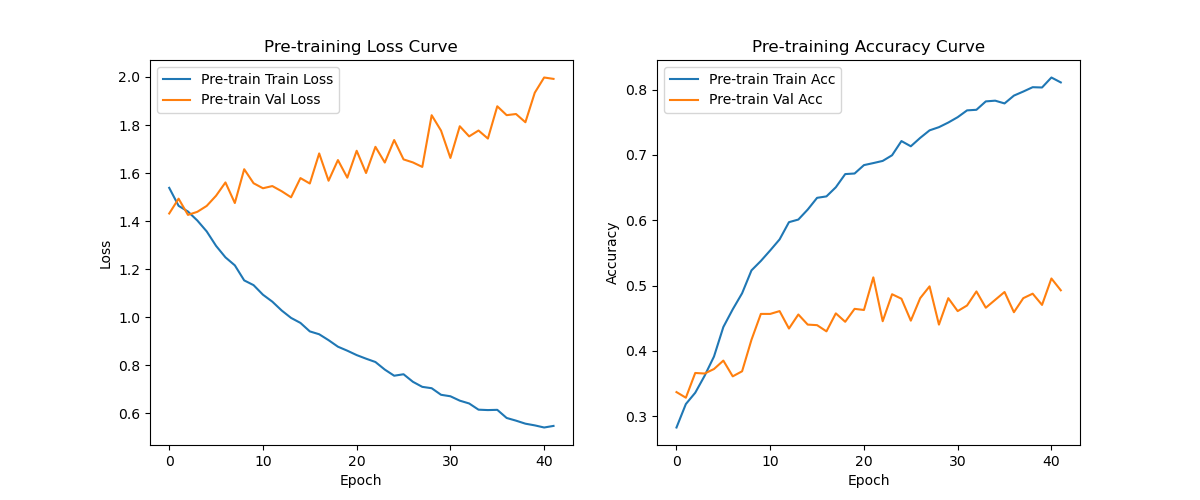 Pre-training Loss Curve
Pre-train Train Loss
Pre-train Val Loss
2.0
1.8
1.6
1.4
1.2
1.0
0.8
0.6
Loss
0 10 20 30 40
Epoch
Pre-training Accuracy Curve
Pre-train Train Acc
Pre-train Val Acc
0.8
0.7
0.6
0.5
0.4
0.3
Accuracy
0 10 20 30 40
Epoch